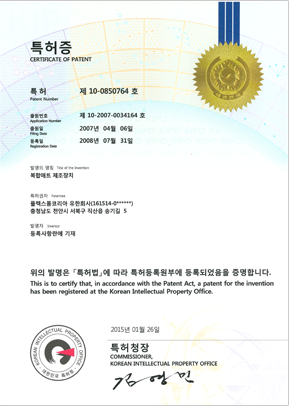 특허증
CERTIFICATE OF PATENT
특 허 제 10-0850764 호
Patent Number
출원번호 제 10-2007-0034164 호
Application Number
출원일 2007년 04월 06일
Filing Date
등록일 2008년 07월 31일
Registration Date
발명의 명칭 Title of the Invention
복합매트 제조장치
특허권자 Patentee
플랙스폼코리아 유한회사(161514-0******)
충청남도 천안시 서북구 직산읍 송기길 5
발명자 Inventor
등록사항란에 기재
위의 발명은 「특허법」에 따라 특허등록원부에 등록되었음을 증명합니다.
This is to certify that, in accordance with the Patent Act, a patent for the invention
has been registered at the Korean Intellectual Property Office.
2015년 01월 26일
특허청장
COMMISSIONER,
KOREAN INTELLECTUAL PROPERTY OFFICE
김영민
KOREAN INTELLECTUAL PROPERTY OFFICE
대한민국 특허청